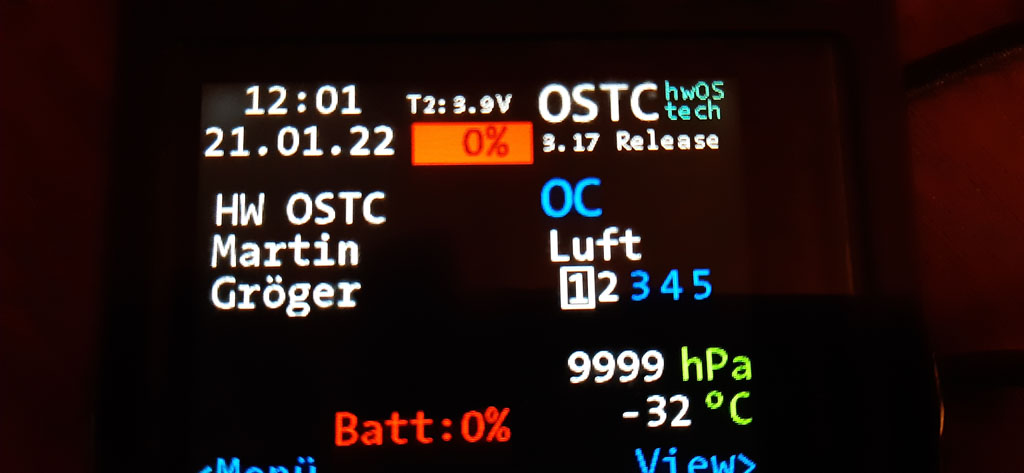 12:01 T2:3.9V OSTC hwOS tech
21.01.22 0% 3.17 Release
HW OSTC OC
Martin Luft
Gröger 1 2 3 4 5
9999 hPa
-32 °C
Batt:0%
<Menü View>